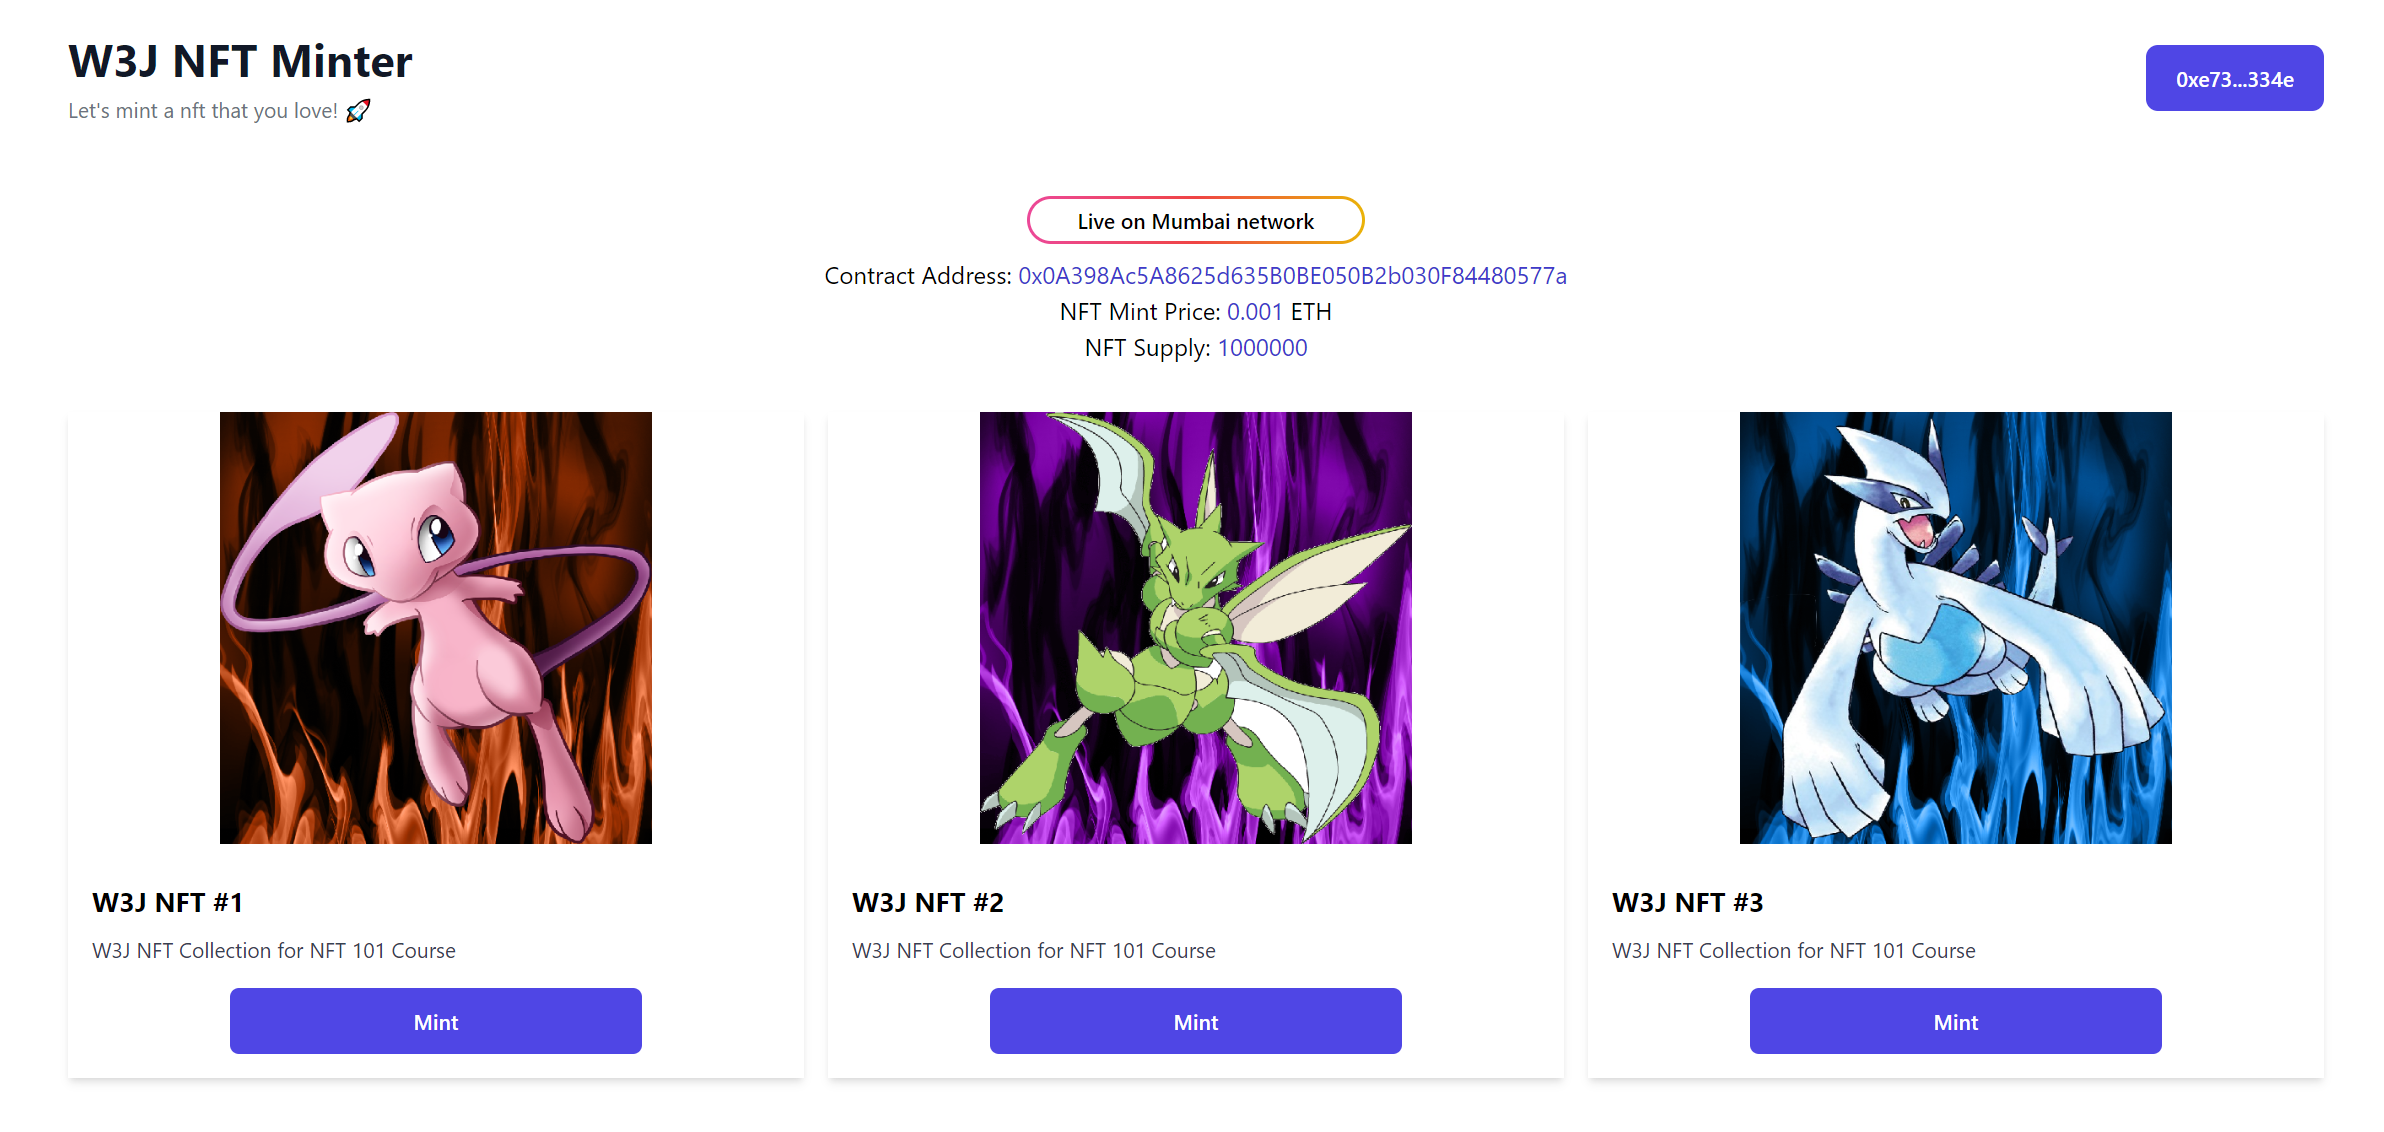 W3J NFT Minter
Let's mint a nft that you love! 🚀
0xe73...334e
Live on Mumbai network
Contract Address: 0x0A398Ac5A8625d635B0BE050B2b030F84480577a
NFT Mint Price: 0.001 ETH
NFT Supply: 1000000
W3J NFT #1
W3J NFT Collection for NFT 101 Course
Mint
W3J NFT #2
W3J NFT Collection for NFT 101 Course
Mint
W3J NFT #3
W3J NFT Collection for NFT 101 Course
Mint